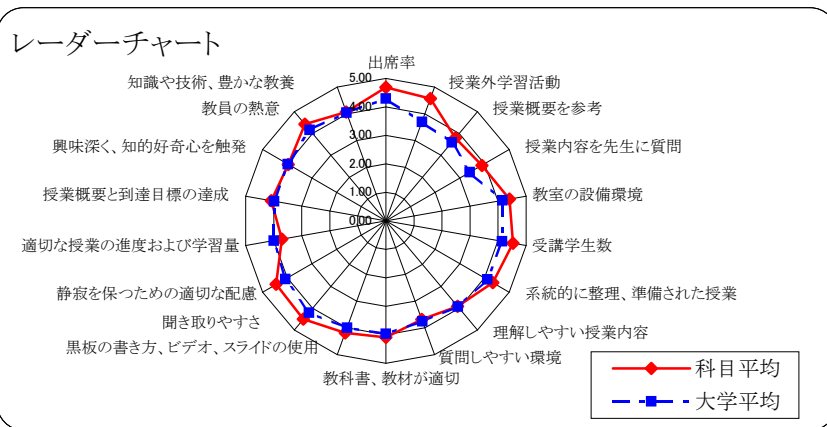 レーダーチャート
出席率
授業外学習活動
授業概要を参考
授業内容を先生に質問
教室の設備環境
受講学生数
系統的に整理、準備された授業
理解しやすい授業内容
質問しやすい環境
教科書、教材が適切
黒板の書き方、ビデオ、スライドの使用
聞き取りやすさ
静寂を保つための適切な配慮
適切な授業の進度および学習量
授業概要と到達目標の達成
興味深く、知的好奇心を触発
教員の熱意
知識や技術、豊かな教養
5.00
4.00
3.00
2.00
1.00
0.00
科目平均
大学平均